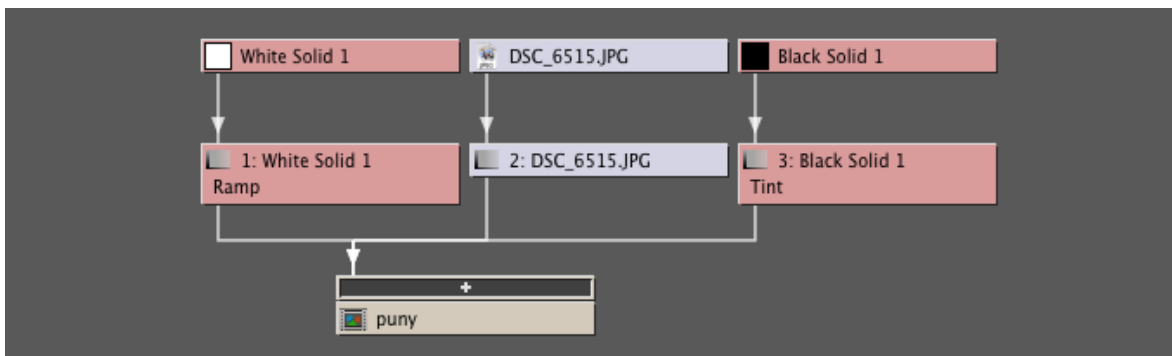 White Solid 1
DSC_6515.JPG
Black Solid 1
1: White Solid 1
Ramp
2: DSC_6515.JPG
3: Black Solid 1
Tint
+
puny